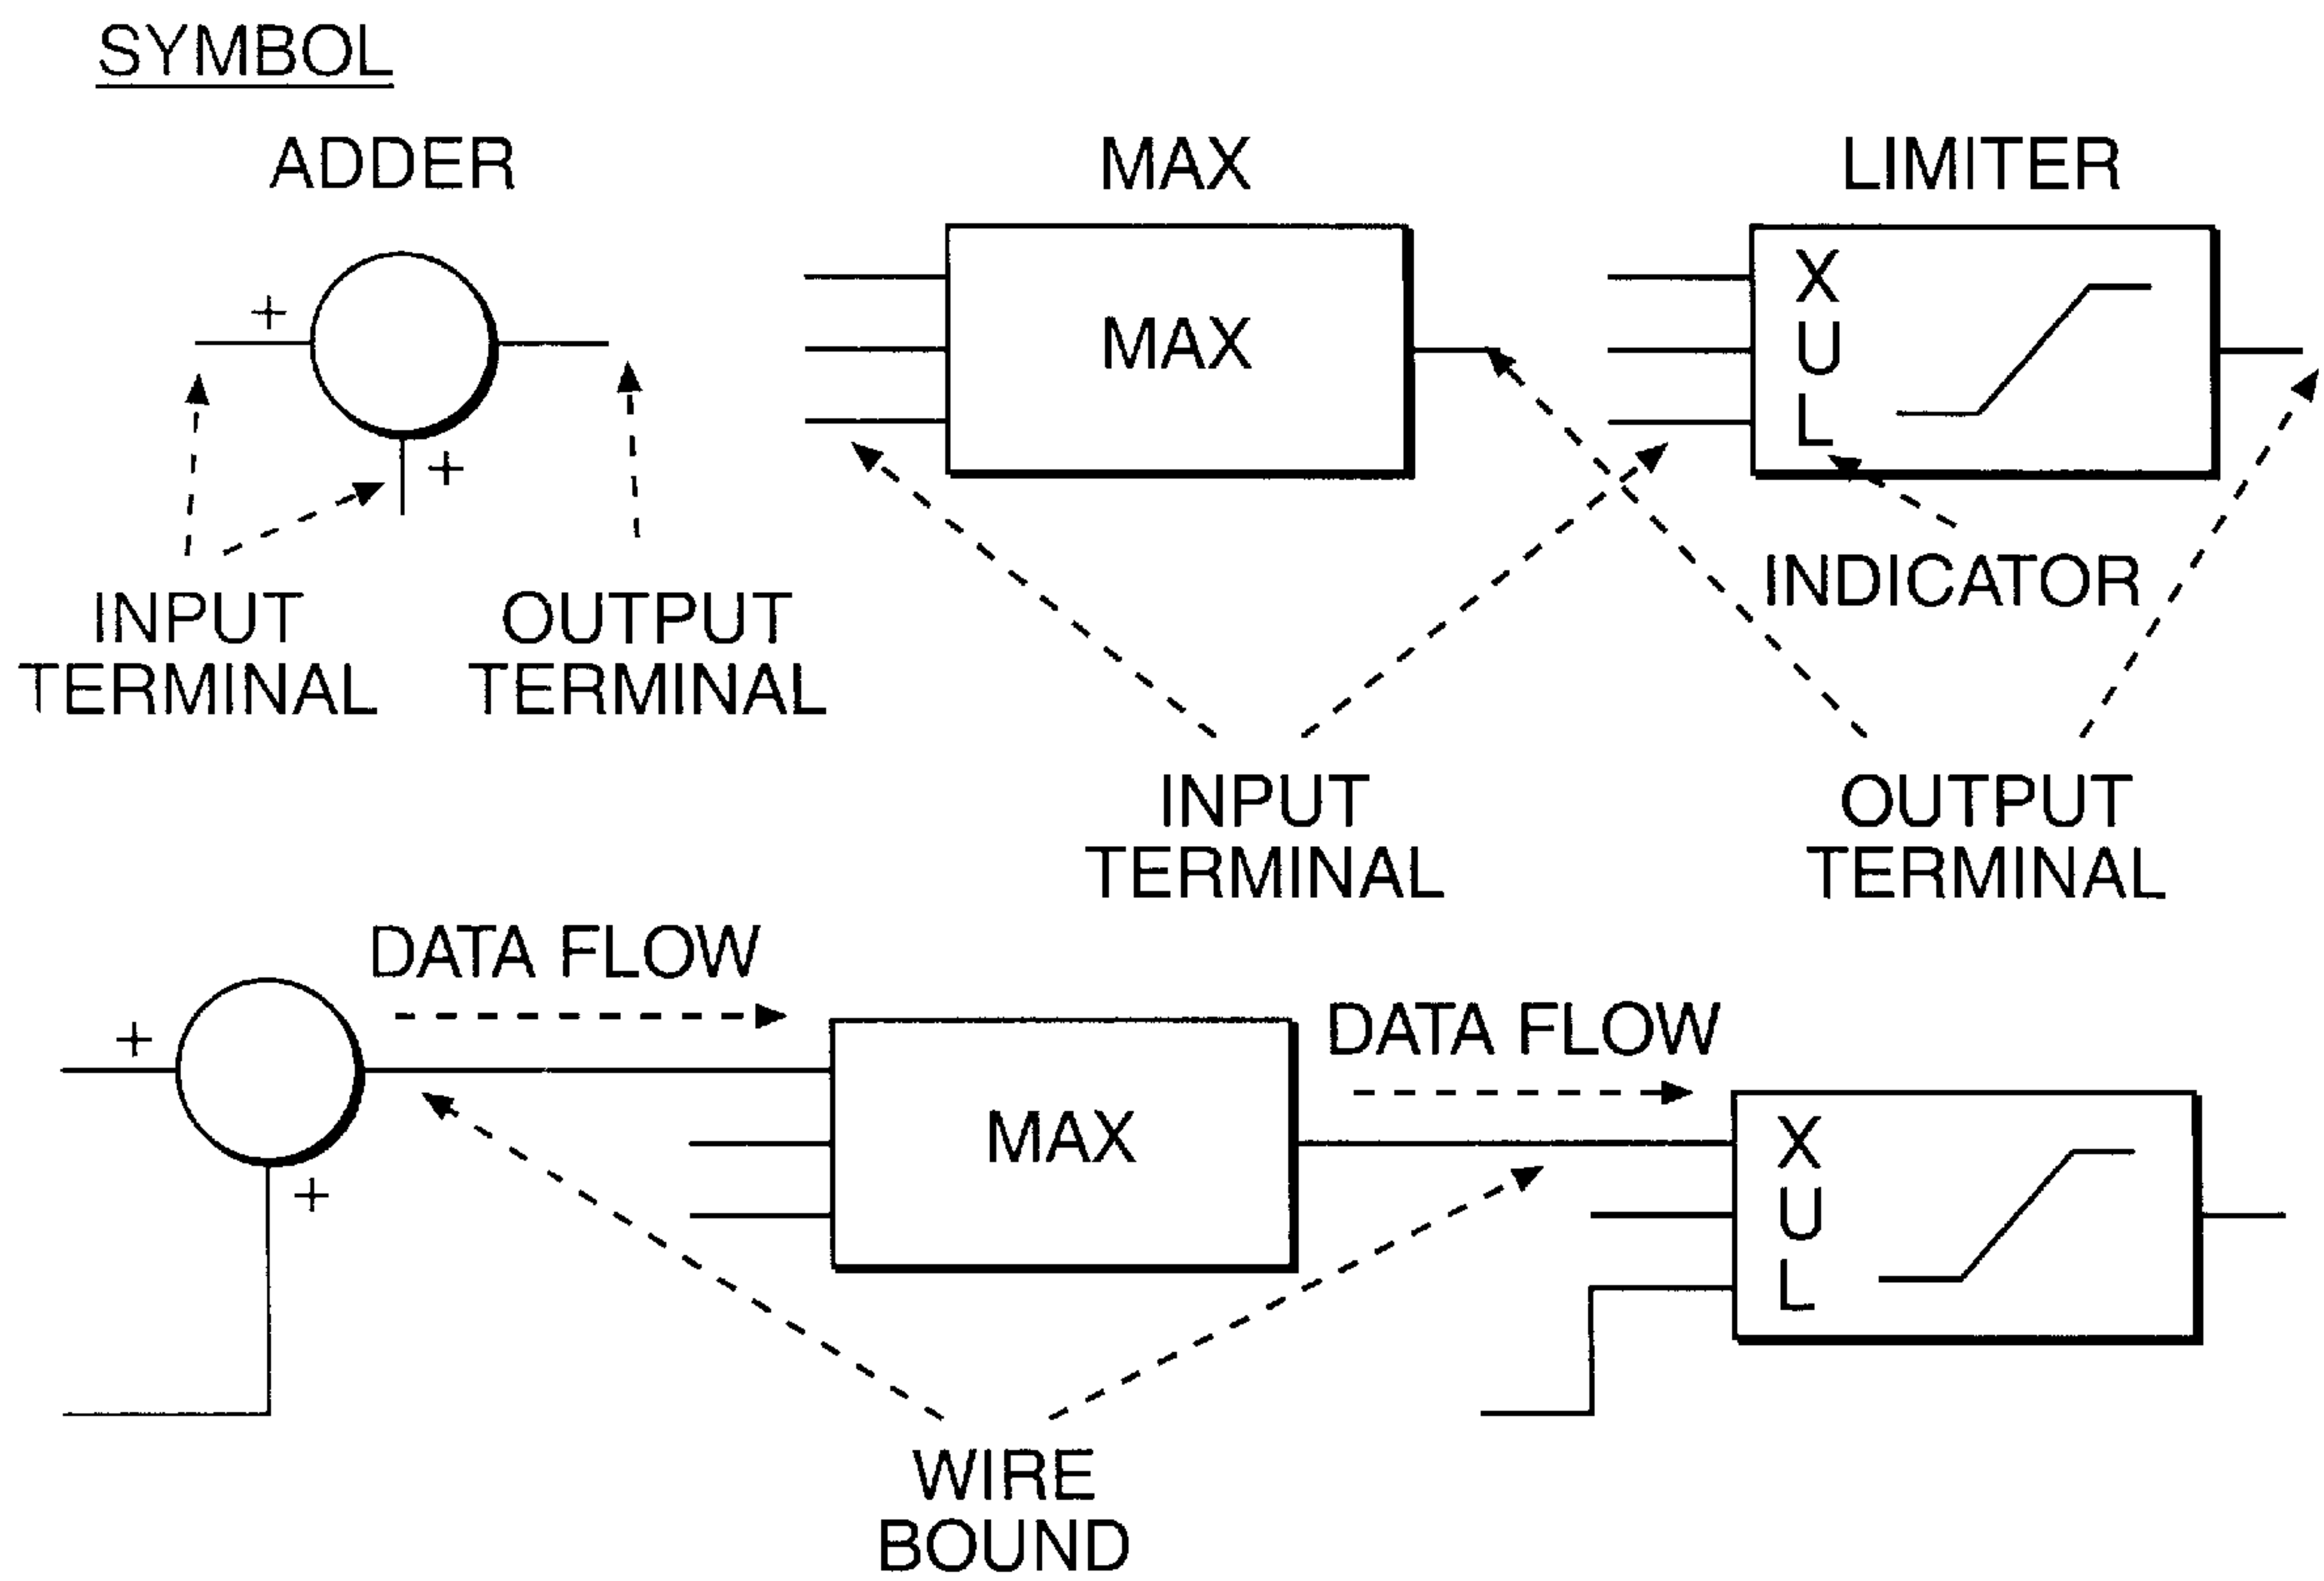 SYMBOL
ADDER
MAX
LIMITER
+
+
MAX
X
U
L
INPUT
TERMINAL
OUTPUT
TERMINAL
INDICATOR
INPUT
TERMINAL
OUTPUT
TERMINAL
DATA FLOW
DATA FLOW
+
+
MAX
X
U
L
WIRE
BOUND